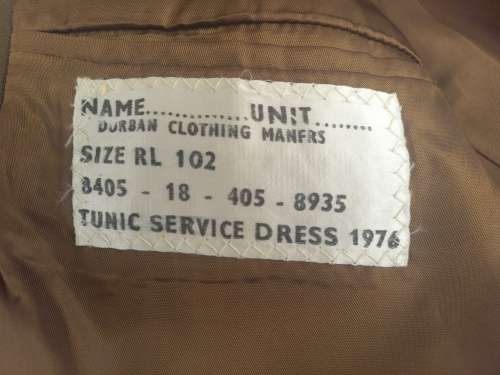 NAME..............UNIT.........
DURBAN CLOTHING MANFRS
SIZE RL 102
8405 - 18 - 405 - 8935
TUNIC SERVICE DRESS 1976